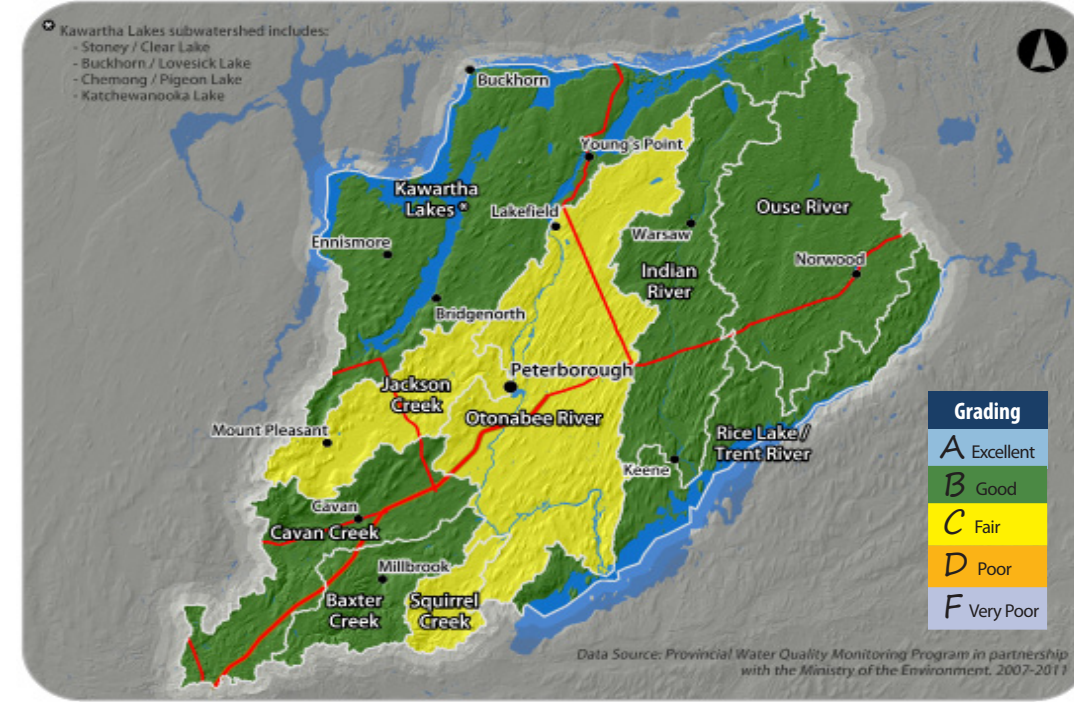 * Kawartha Lakes subwatershed includes:
- Stoney / Clear Lake
- Buckhorn / Lovesick Lake
- Chemong / Pigeon Lake
- Katchewanooka Lake
Buckhorn
Young's Point
Kawartha
Lakes *
Lakefield
Ouse River
Warsaw
Ennismore
Norwood
Indian
River
Bridgenorth
Peterborough
Jackson
Creek
Otonabee River
Mount Pleasant
Rice Lake /
Trent River
Keene
Cavan
Cavan Creek
Millbrook
Baxter
Creek
Squirrel
Creek
Grading
A Excellent
B Good
C Fair
D Poor
F Very Poor
Data Source: Provincial Water Quality Monitoring Program in partnership
with the Ministry of the Environment, 2007-2011